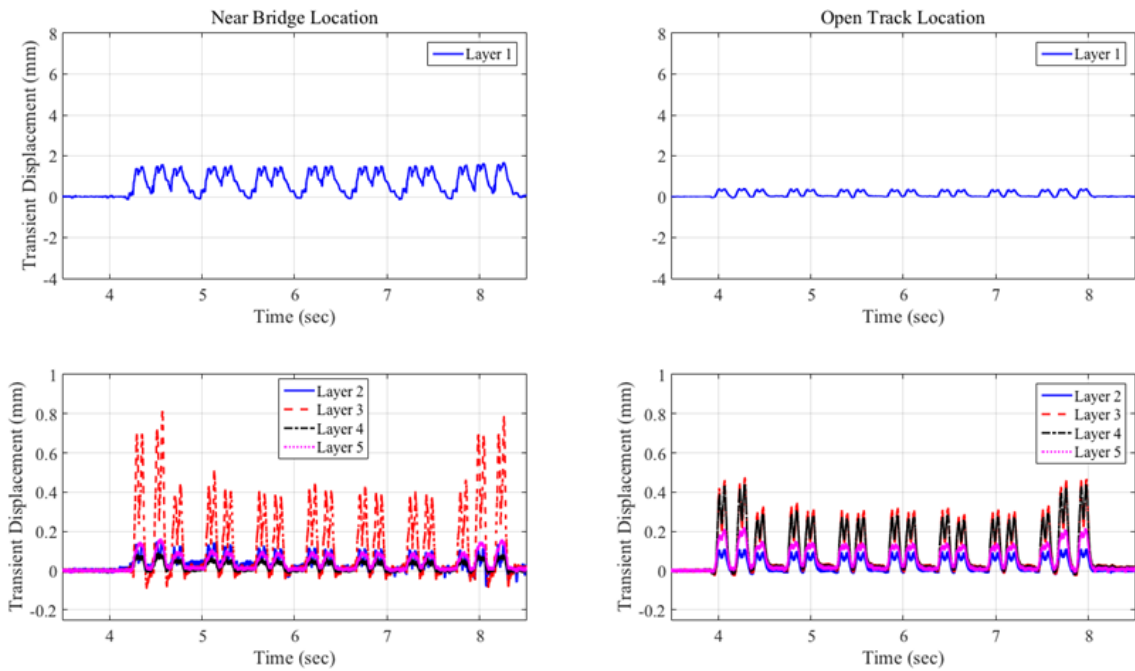 Near Bridge Location
8
6
4
2
0
-2
-4
Transient Displacement (mm)
Layer 1
4
5
6
7
8
Time (sec)
Open Track Location
8
6
4
2
0
-2
-4
Transient Displacement (mm)
Layer 1
4
5
6
7
8
Time (sec)
1
0.8
0.6
0.4
0.2
0
-0.2
Transient Displacement (mm)
Layer 2
Layer 3
Layer 4
Layer 5
4
5
6
7
8
Time (sec)
1
0.8
0.6
0.4
0.2
0
-0.2
Transient Displacement (mm)
Layer 2
Layer 3
Layer 4
Layer 5
4
5
6
7
8
Time (sec)